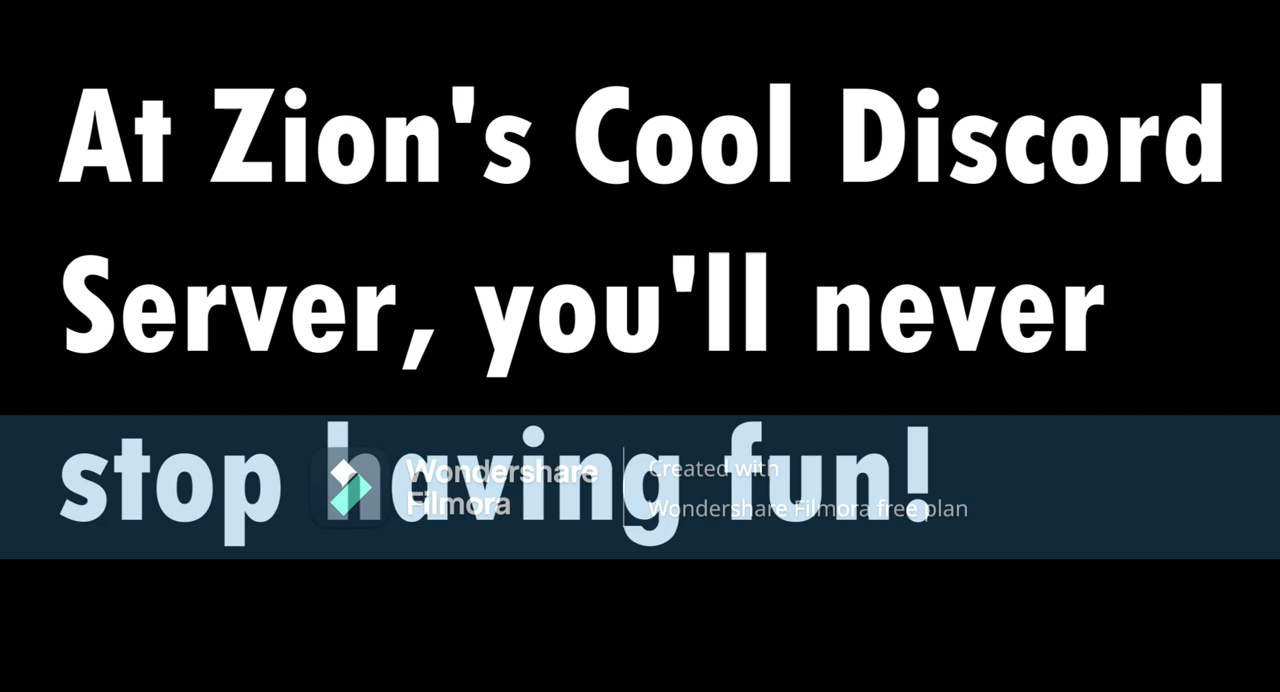 At Zion's Cool Discord
Server, you'll never
stop having fun!
Wondershare
Filmora
Created with
Wondershare Filmora free plan